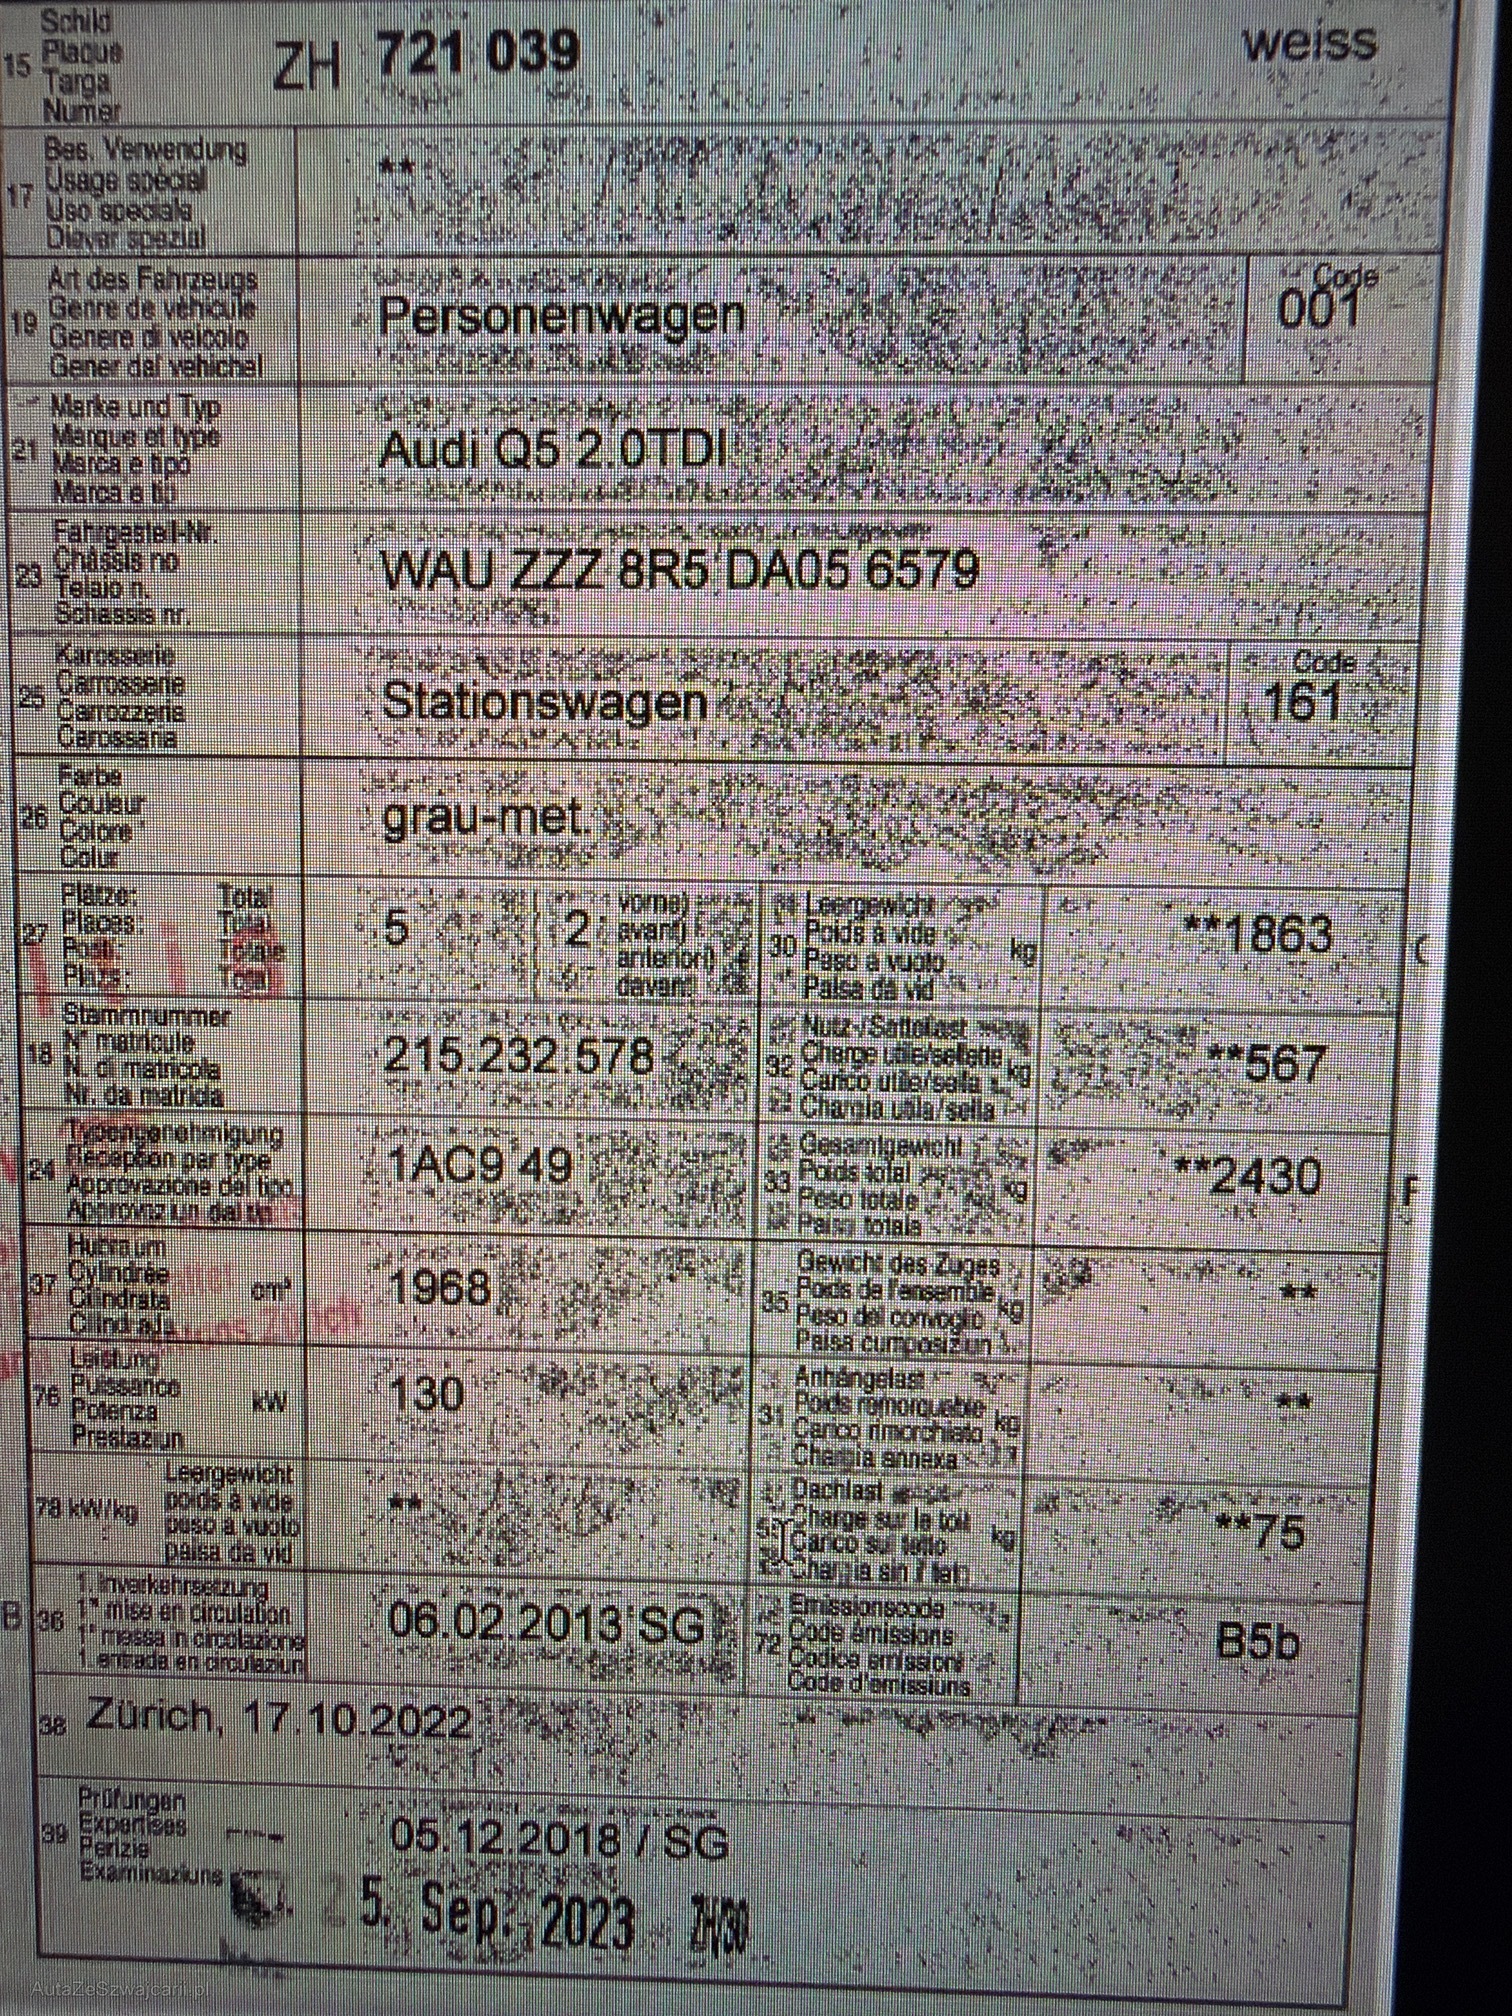 15 Schild
Plaque
Targa
Numer
ZH 721 039 weiss
17 Bes. Verwendung
Usage spécial
Uso speciale
Diever spezial
**
19 Art des Fahrzeugs
Genre de véhicule
Genere di veicolo
Gener dal vehichel
Personenwagen
Code
001
21 Marke und Typ
Marque et type
Marca e tipo
Marca e tip
Audi Q5 2.0TDI
23 Fahrgestell-Nr.
Châssis no
Telaio n.
Schassis nr.
WAU ZZZ 8R5 DA05 6579
25 Karosserie
Carrosserie
Carrozzeria
Carossaria
Stationswagen
Code
161
26 Farbe
Couleur
Colore
Colur
grau-met.
27 Plätze: Total
Places: Total
Posti: Totale
Plazs: Total
5 (2 vorne)
avant)
anteriori)
davant)
30 Leergewicht
Poids à vide
Peso a vuoto
Paisa da vid
kg
**1863
18 Stammnummer
N° matricule
N. di matricola
Nr. da matricla
215.232.578
32 Nutz-/Sattellast
Charge utile/sellette
Carico utile/sella
Chargia utila/sella
kg
**567
24 Typengenehmigung
Réception par type
Approvazione del tipo
Approvaziun dal tip
1AC9 49
33 Gesamtgewicht
Poids total
Peso totale
Paisa totala
kg
**2430
37 Hubraum
Cylindrée
Cilindrata
Cilindrada
cm³
1968
35 Gewicht des Zuges
Poids de l'ensemble
Peso del convoglio
Paisa cumposiziun
kg
**
76 Leistung
Puissance
Potenza
Prestaziun
kW
130
31 Anhängelast
Poids remorquable
Carico rimorchiato
Chargia annexa
kg
**
78 kW/kg
Leergewicht
poids à vide
peso a vuoto
paisa da vid
**
55 Dachlast
Charge sur le toit
Carico sul tetto
Chargia sin il tetg
kg
**75
B 36 1. Inverkehrsetzung
1re mise en circulation
1a messa in circolazione
1. entrada en circulaziun
06.02.2013 SG
72 Emissionscode
Code émissions
Codice emissioni
Code d'emissiuns
B5b
38 Zürich, 17.10.2022
39 Prüfungen
Expertises
Perizie
Examinaziuns
05.12.2018 / SG
25. Sep. 2023 ZH/30
AutaZeSzwajcarii.pl